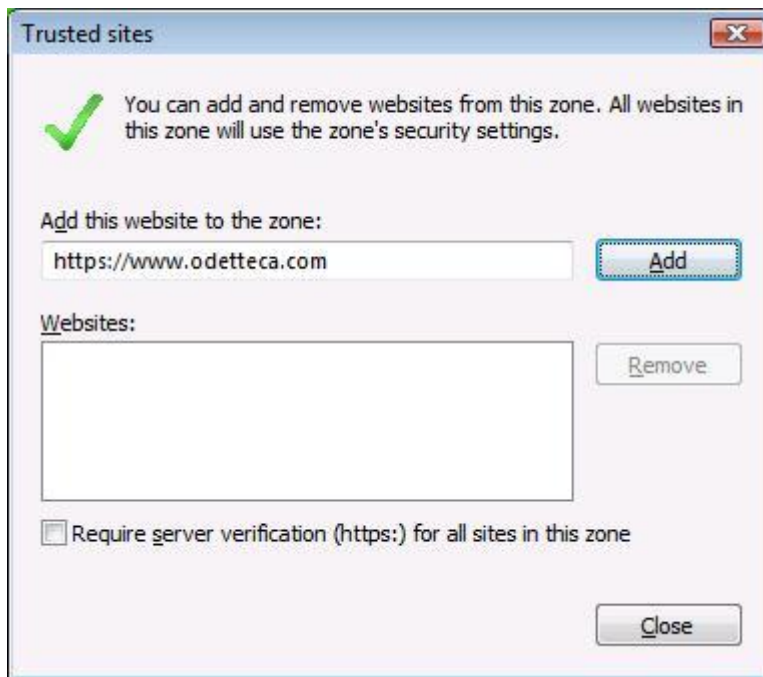 Trusted sites
You can add and remove websites from this zone. All websites in
this zone will use the zone's security settings.
Add this website to the zone:
https://www.odetteca.com
Add
Websites:
Remove
Require server verification (https:) for all sites in this zone
Close